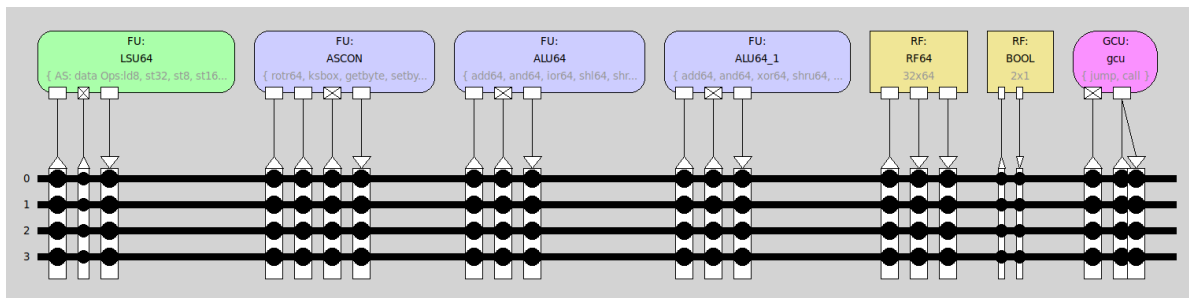 FU:
LSU64
{ AS: data Ops:ld8, st32, st8, st16...
FU:
ASCON
{ rotr64, ksbox, getbyte, setby...
FU:
ALU64
{ add64, and64, ior64, shl64, shr...
FU:
ALU64_1
{ add64, and64, xor64, shru64, ...
RF:
RF64
32x64
RF:
BOOL
2x1
GCU:
gcu
{ jump, call }
0
1
2
3